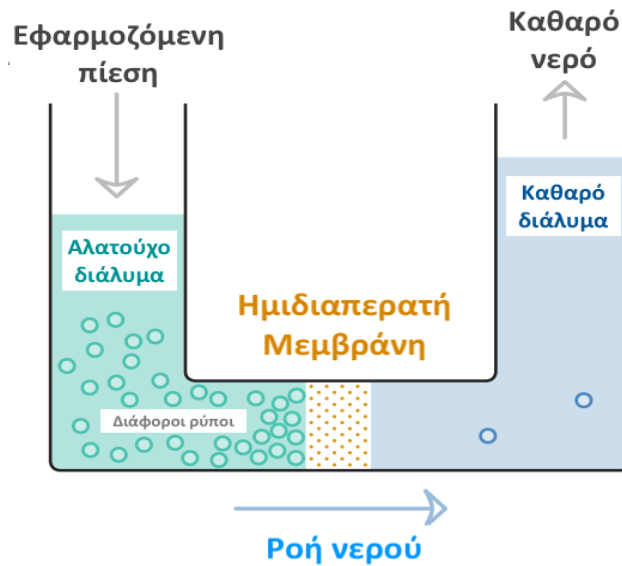 Εφαρμοζόμενη
πίεση
Καθαρό
νερό
Αλατούχο
διάλυμα
Καθαρό
διάλυμα
Ημιδιαπερατή
Μεμβράνη
Διάφοροι ρύποι
Ροή νερού